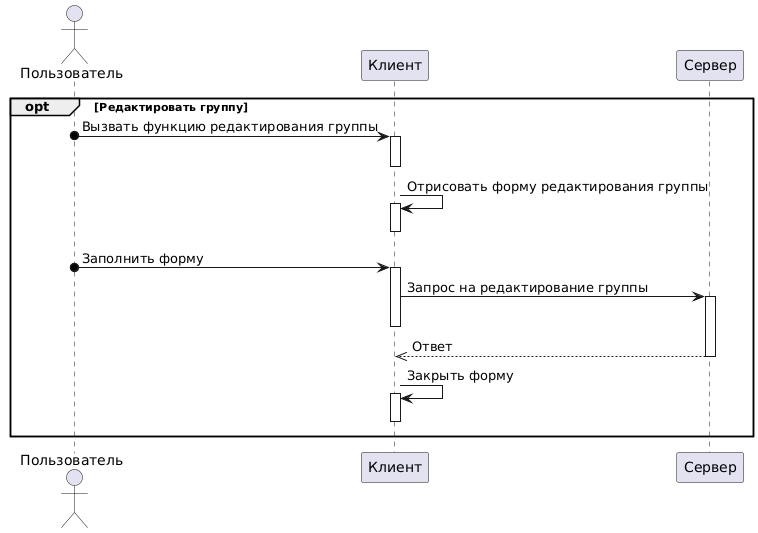 Пользователь
Клиент
Сервер
opt
[Редактировать группу]
Вызвать функцию редактирования группы
Отрисовать форму редактирования группы
Заполнить форму
Запрос на редактирование группы
Ответ
Закрыть форму
Пользователь
Клиент
Сервер